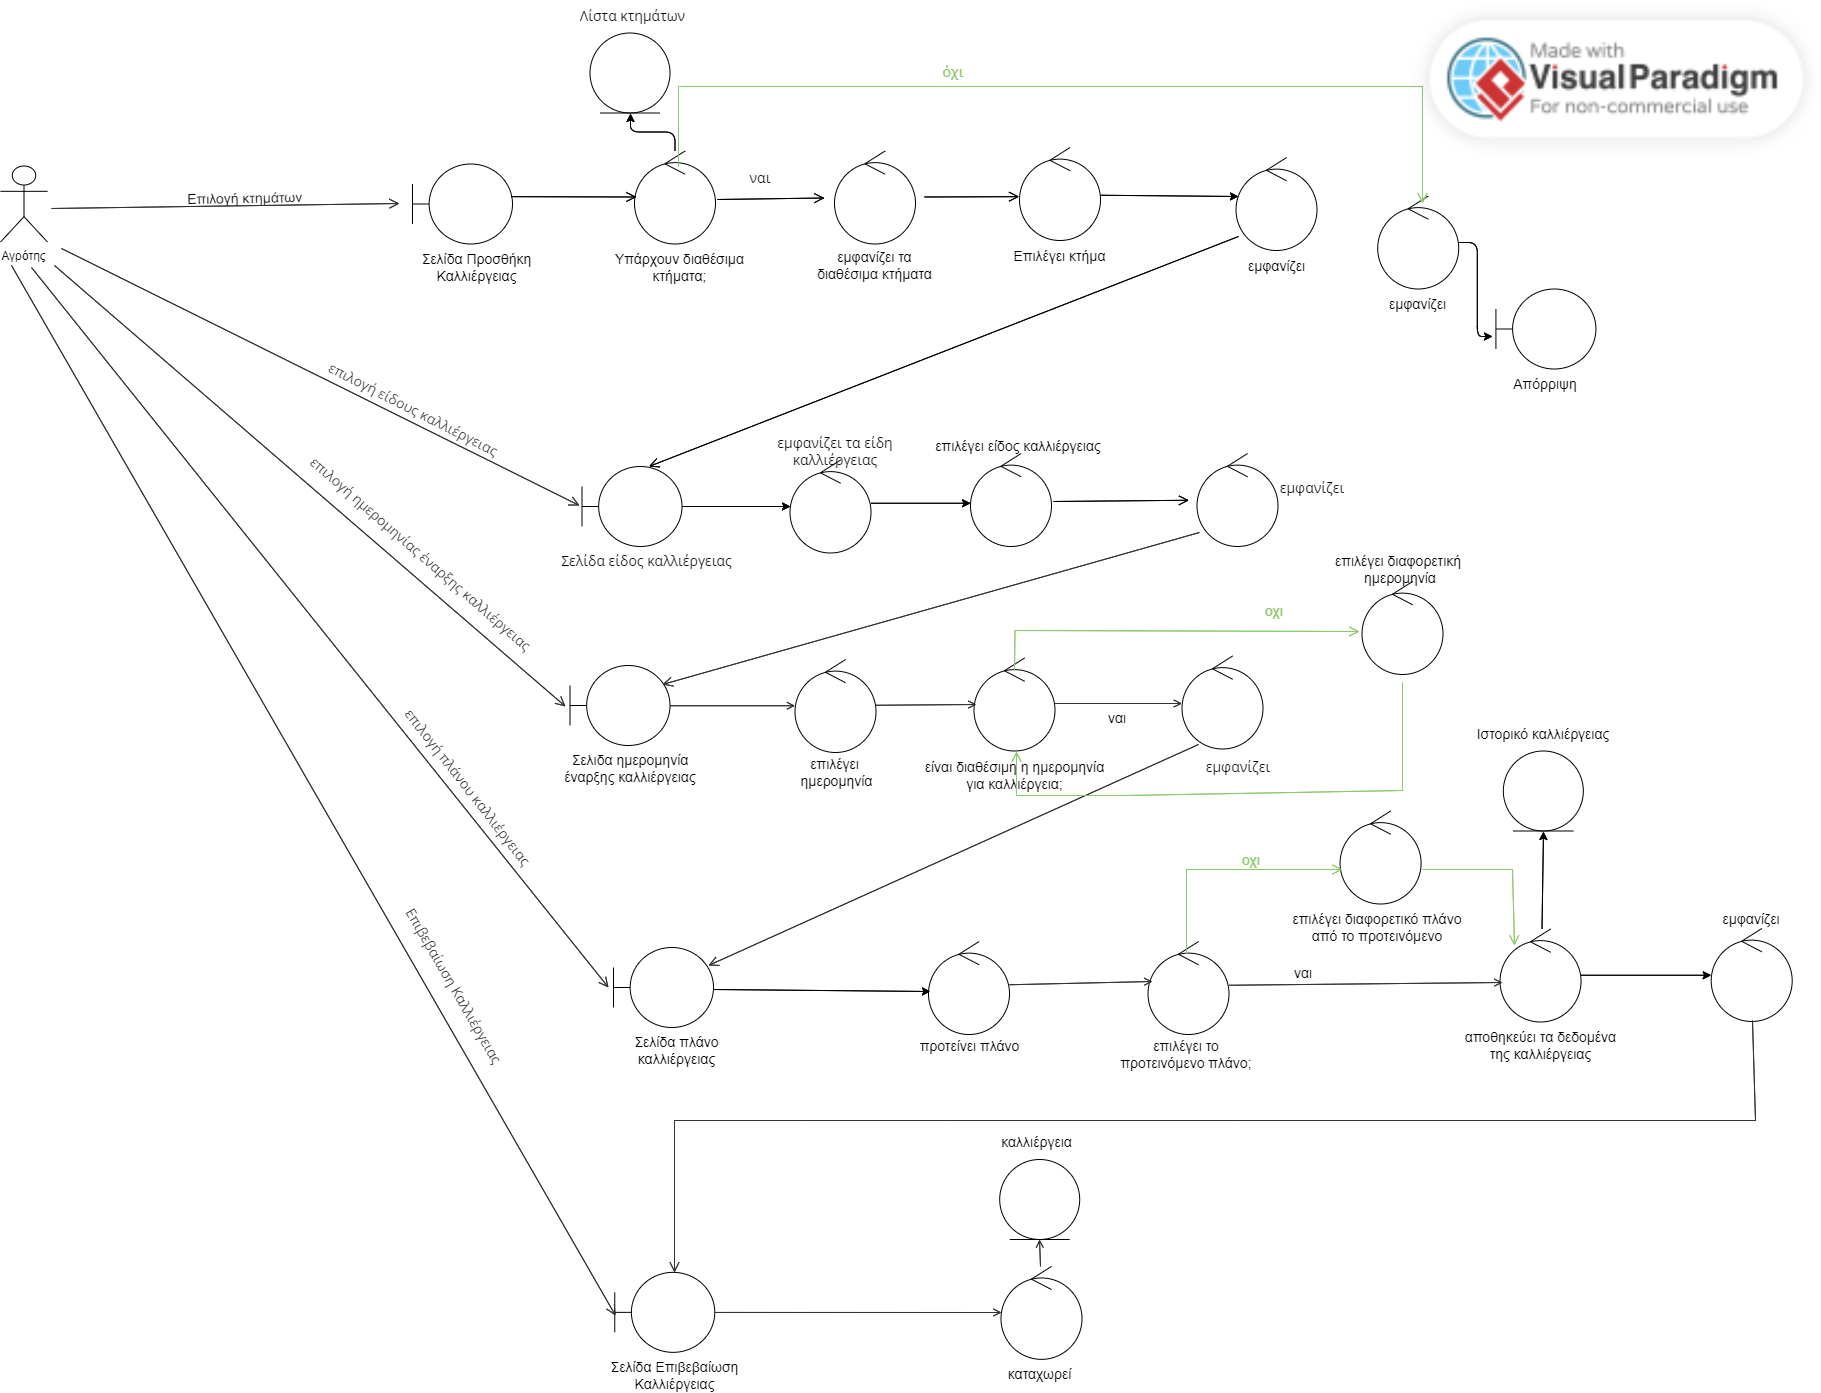 Λίστα κτημάτων
όχι
Made with
Visual Paradigm
For non-commercial use
Επιλογή κτημάτων
ναι
Αγρότης
Σελίδα Προσθήκη
Καλλιέργειας
Υπάρχουν διαθέσιμα
κτήματα;
εμφανίζει τα
διαθέσιμα κτήματα
Επιλέγει κτήμα
εμφανίζει
εμφανίζει
Απόρριψη
επιλογή είδους καλλιέργειας
εμφανίζει τα είδη
καλλιέργειας
επιλέγει είδος καλλιέργειας
εμφανίζει
Σελίδα είδος καλλιέργειας
επιλογή ημερομηνίας έναρξης καλλιέργειας
επιλέγει διαφορετική
ημερομηνία
οχι
ναι
Σελιδα ημερομηνία
έναρξης καλλιέργειας
επιλέγει
ημερομηνία
είναι διαθέσιμη η ημερομηνία
για καλλιέργεια;
εμφανίζει
επιλογή πλάνου καλλιέργειας
Ιστορικό καλλιέργειας
οχι
επιλέγει διαφορετικό πλάνο
από το προτεινόμενο
εμφανίζει
ναι
Επιβεβαίωση Καλλιέργειας
Σελίδα πλάνο
καλλιέργειας
προτείνει πλάνο
επιλέγει το
προτεινόμενο πλάνο;
αποθηκεύει τα δεδομένα
της καλλιέργειας
καλλιέργεια
Σελίδα Επιβεβαίωση
Καλλιέργειας
καταχωρεί